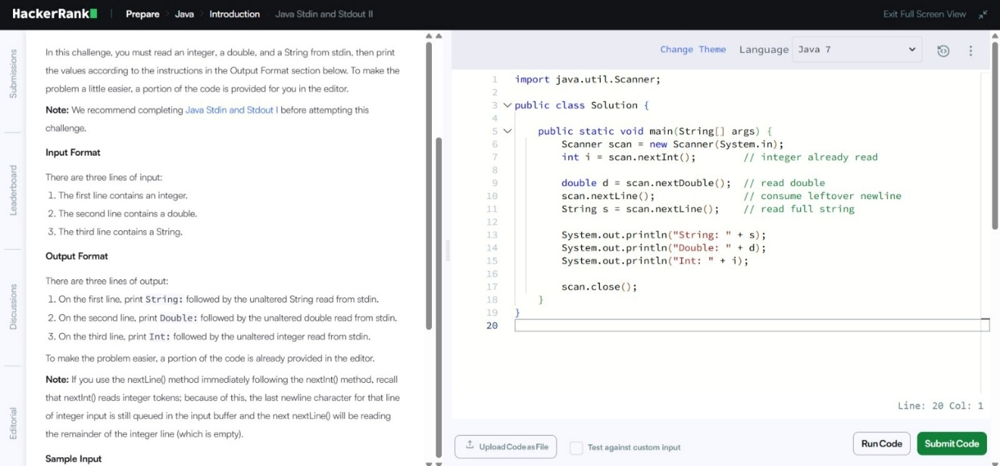 HackerRank | Prepare > Java > Introduction > Java Stdin and Stdout II
Exit Full Screen View
Submissions
Leaderboard
Discussions
Editorial
In this challenge, you must read an integer, a double, and a String from stdin, then print
the values according to the instructions in the Output Format section below. To make the
problem a little easier, a portion of the code is provided for you in the editor.
Note: We recommend completing Java Stdin and Stdout I before attempting this
challenge.
Input Format
There are three lines of input:
1. The first line contains an integer.
2. The second line contains a double.
3. The third line contains a String.
Output Format
There are three lines of output:
1. On the first line, print String: followed by the unaltered String read from stdin.
2. On the second line, print Double: followed by the unaltered double read from stdin.
3. On the third line, print Int: followed by the unaltered integer read from stdin.
To make the problem easier, a portion of the code is already provided in the editor.
Note: If you use the nextLine() method immediately following the nextInt() method, recall
that nextInt() reads integer tokens; because of this, the last newline character for that line
of integer input is still queued in the input buffer and the next nextLine() will be reading
the remainder of the integer line (which is empty).
Sample Input
Change Theme Language Java 7
1 import java.util.Scanner;
2
3 public class Solution {
4
5     public static void main(String[] args) {
6         Scanner scan = new Scanner(System.in);
7         int i = scan.nextInt();        // integer already read
8
9         double d = scan.nextDouble();  // read double
10         scan.nextLine();               // consume leftover newline
11         String s = scan.nextLine();    // read full string
12
13         System.out.println("String: " + s);
14         System.out.println("Double: " + d);
15         System.out.println("Int: " + i);
16
17         scan.close();
18     }
19 }
20
Line: 20 Col: 1
Upload Code as File
Test against custom input
Run Code
Submit Code